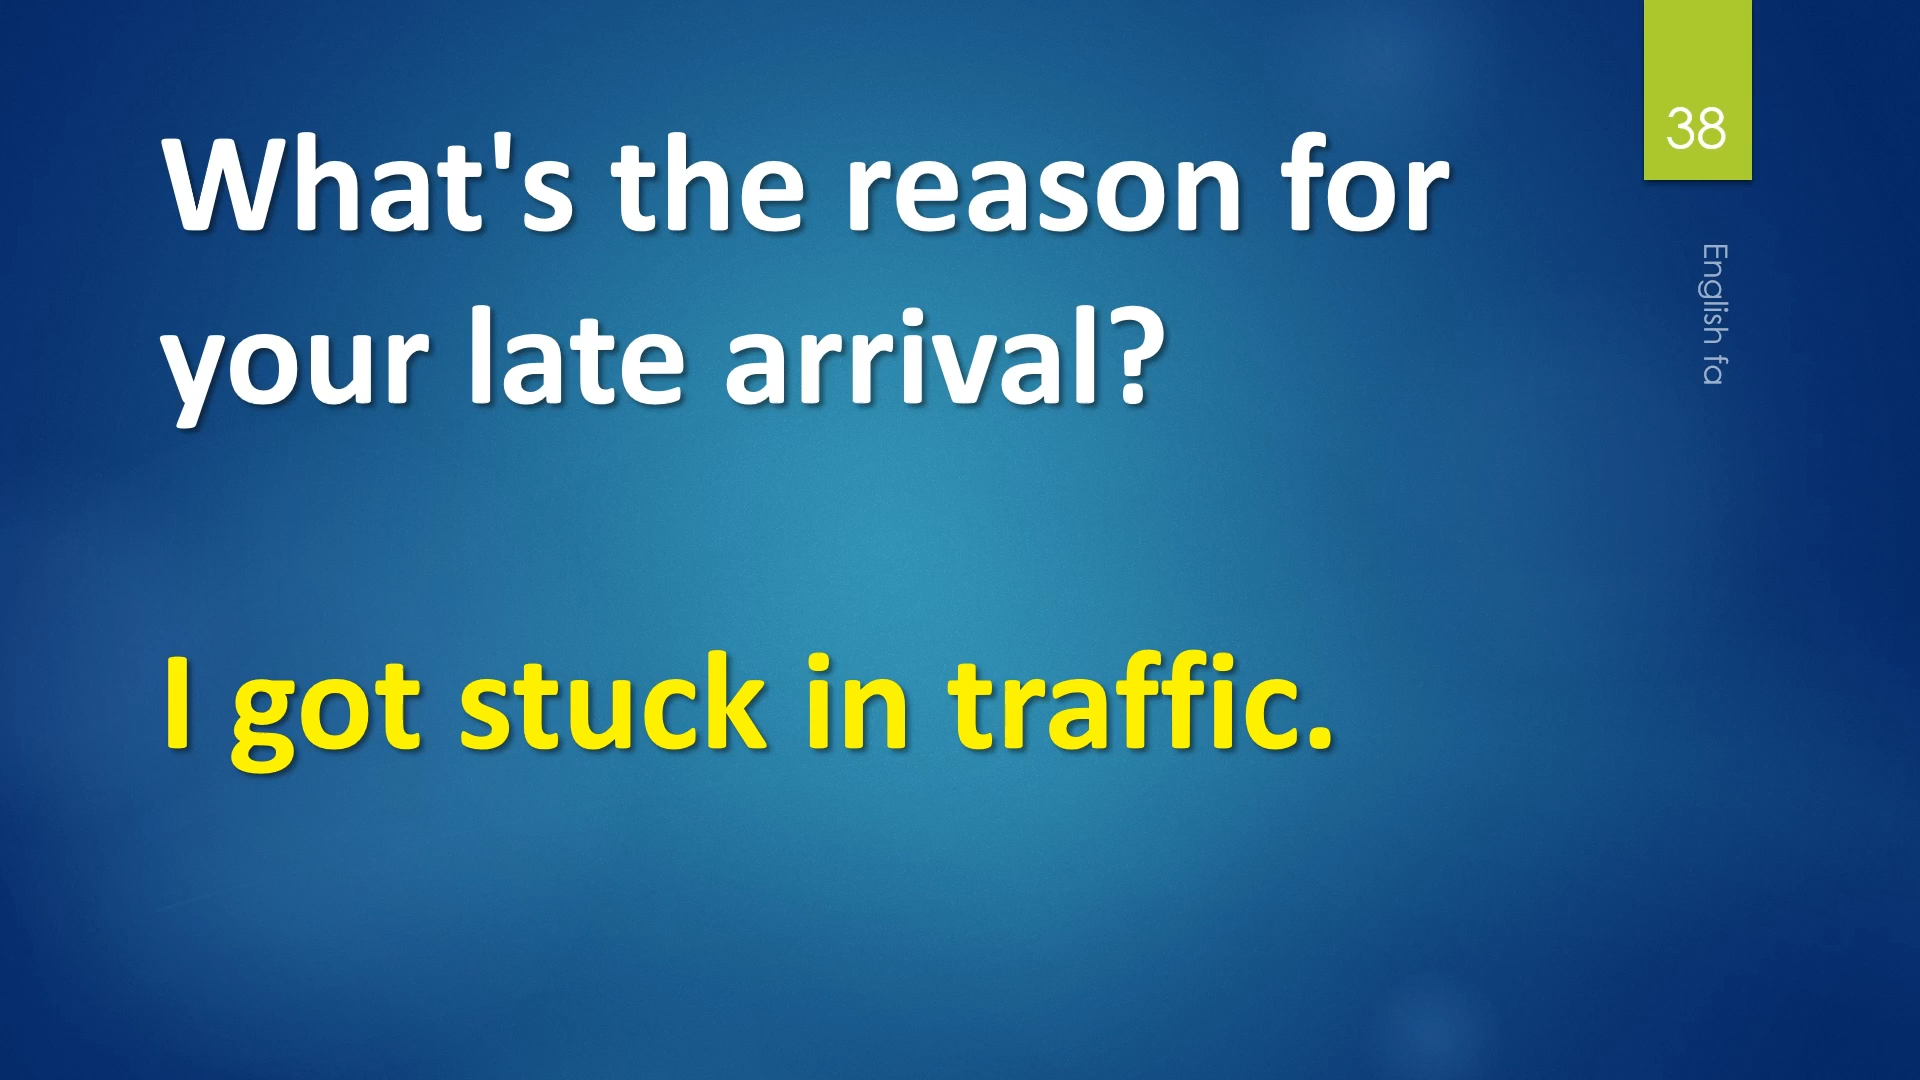 What's the reason for
your late arrival?
I got stuck in traffic.
38
English fa